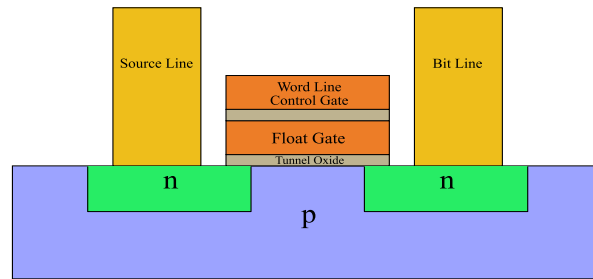 Source Line
Word Line
Control Gate
Bit Line
Float Gate
Tunnel Oxide
n
n
p